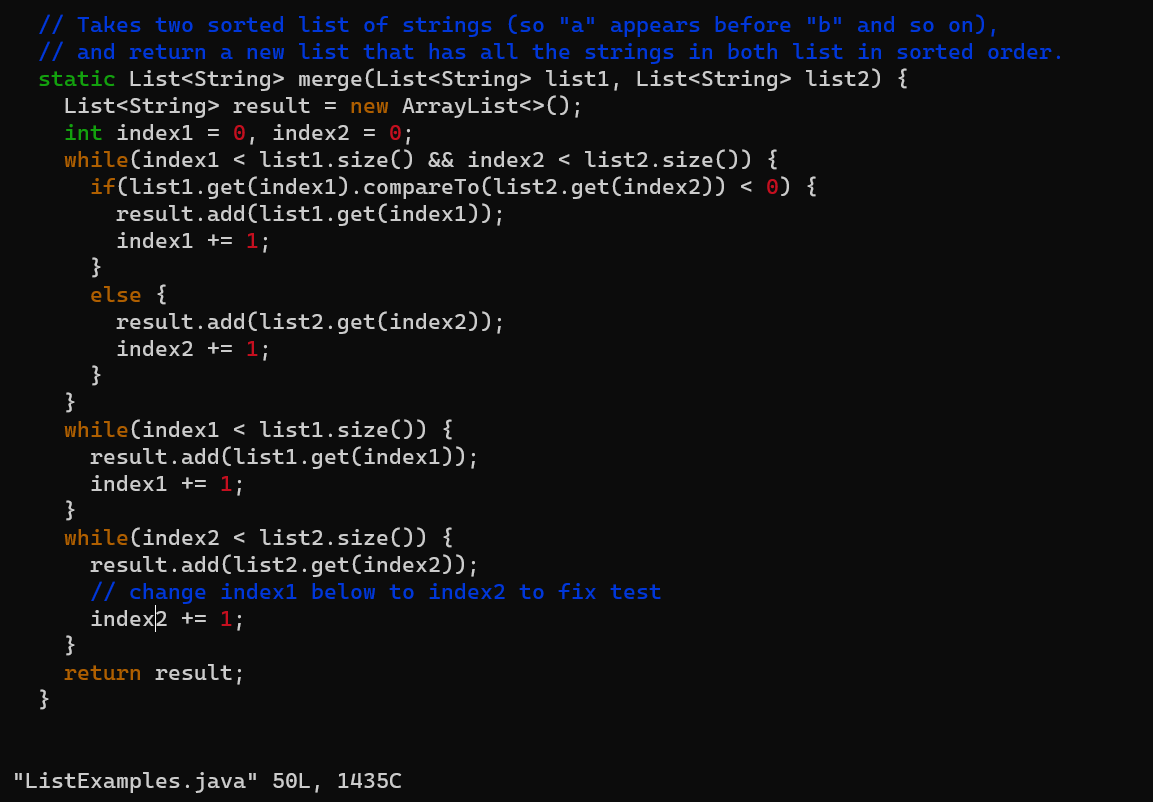 // Takes two sorted list of strings (so "a" appears before "b" and so on),
// and return a new list that has all the strings in both list in sorted order.
static List<String> merge(List<String> list1, List<String> list2) {
List<String> result = new ArrayList<>();
int index1 = 0, index2 = 0;
while(index1 < list1.size() && index2 < list2.size()) {
if(list1.get(index1).compareTo(list2.get(index2)) < 0) {
result.add(list1.get(index1));
index1 += 1;
}
else {
result.add(list2.get(index2));
index2 += 1;
}
}
while(index1 < list1.size()) {
result.add(list1.get(index1));
index1 += 1;
}
while(index2 < list2.size()) {
result.add(list2.get(index2));
// change index1 below to index2 to fix test
index2 += 1;
}
return result;
}
"ListExamples.java" 50L, 1435C